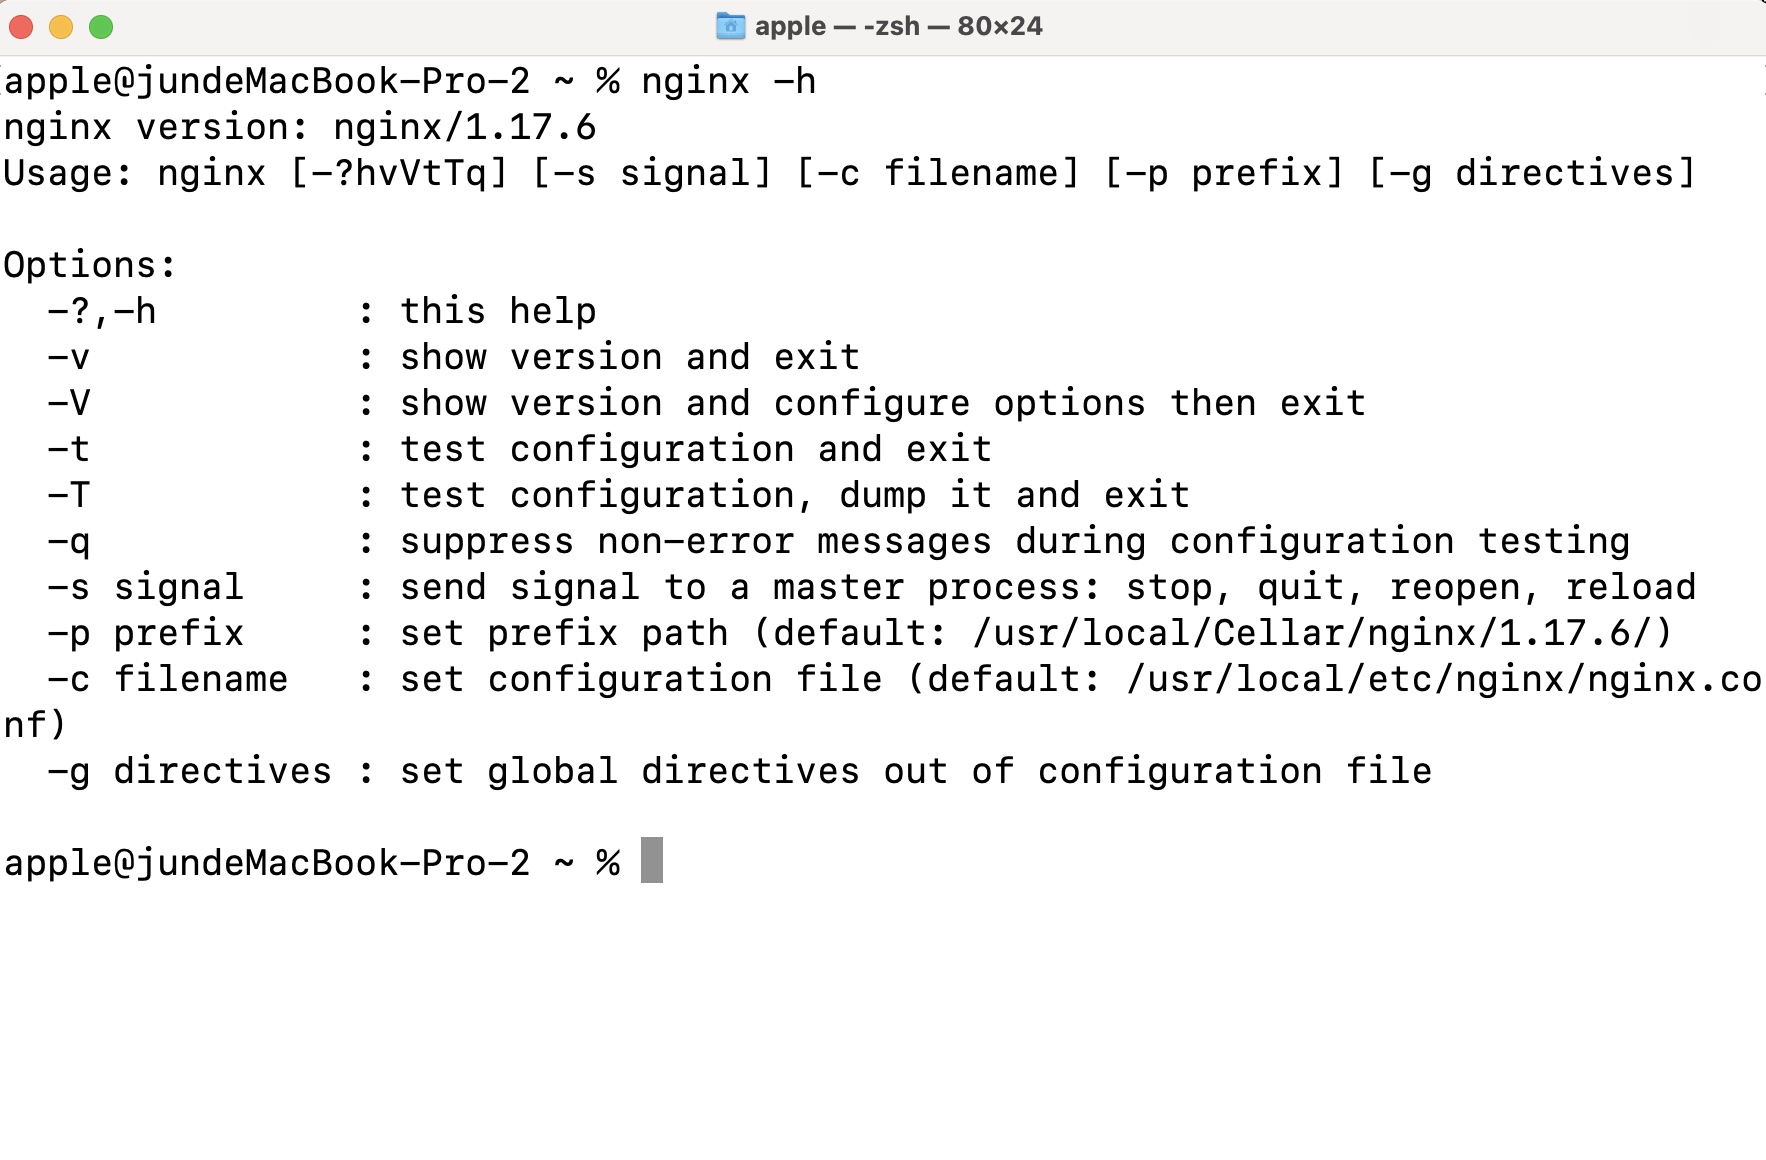 apple — -zsh — 80×24
apple@jundeMacBook-Pro-2 ~ % nginx -h
nginx version: nginx/1.17.6
Usage: nginx [-?hvVtTq] [-s signal] [-c filename] [-p prefix] [-g directives]

Options:
  -?,-h         : this help
  -v            : show version and exit
  -V            : show version and configure options then exit
  -t            : test configuration and exit
  -T            : test configuration, dump it and exit
  -q            : suppress non-error messages during configuration testing
  -s signal     : send signal to a master process: stop, quit, reopen, reload
  -p prefix     : set prefix path (default: /usr/local/Cellar/nginx/1.17.6/)
  -c filename   : set configuration file (default: /usr/local/etc/nginx/nginx.co
nf)
  -g directives : set global directives out of configuration file

apple@jundeMacBook-Pro-2 ~ %